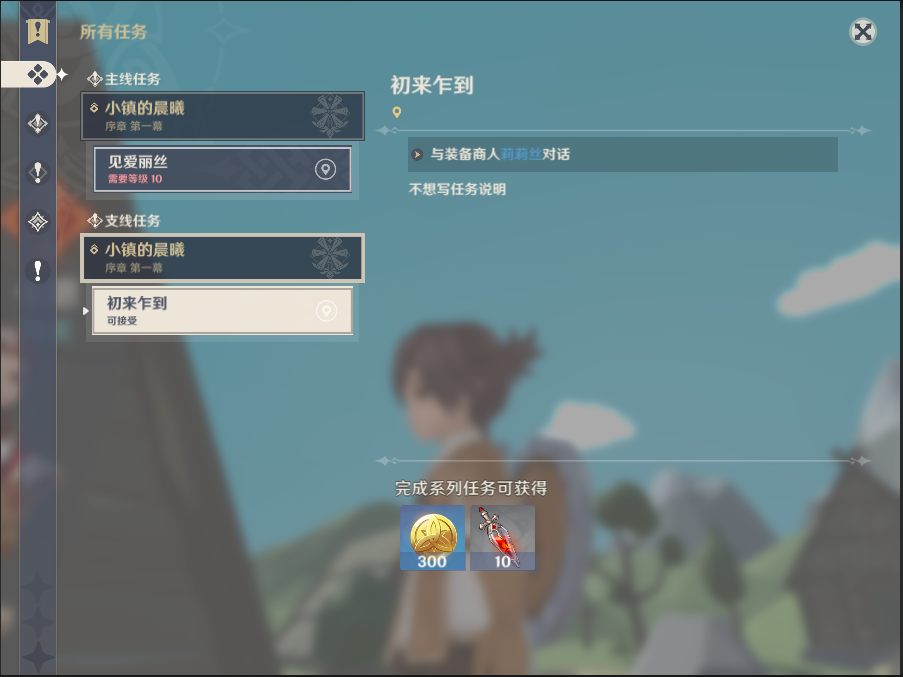 所有任务
主线任务
小镇的晨曦
序章 第一幕
见爱丽丝
需要等级 10
支线任务
小镇的晨曦
序章 第一幕
初来乍到
可接受
初来乍到
与装备商人莉莉丝对话
不想写任务说明
完成系列任务可获得
300
10